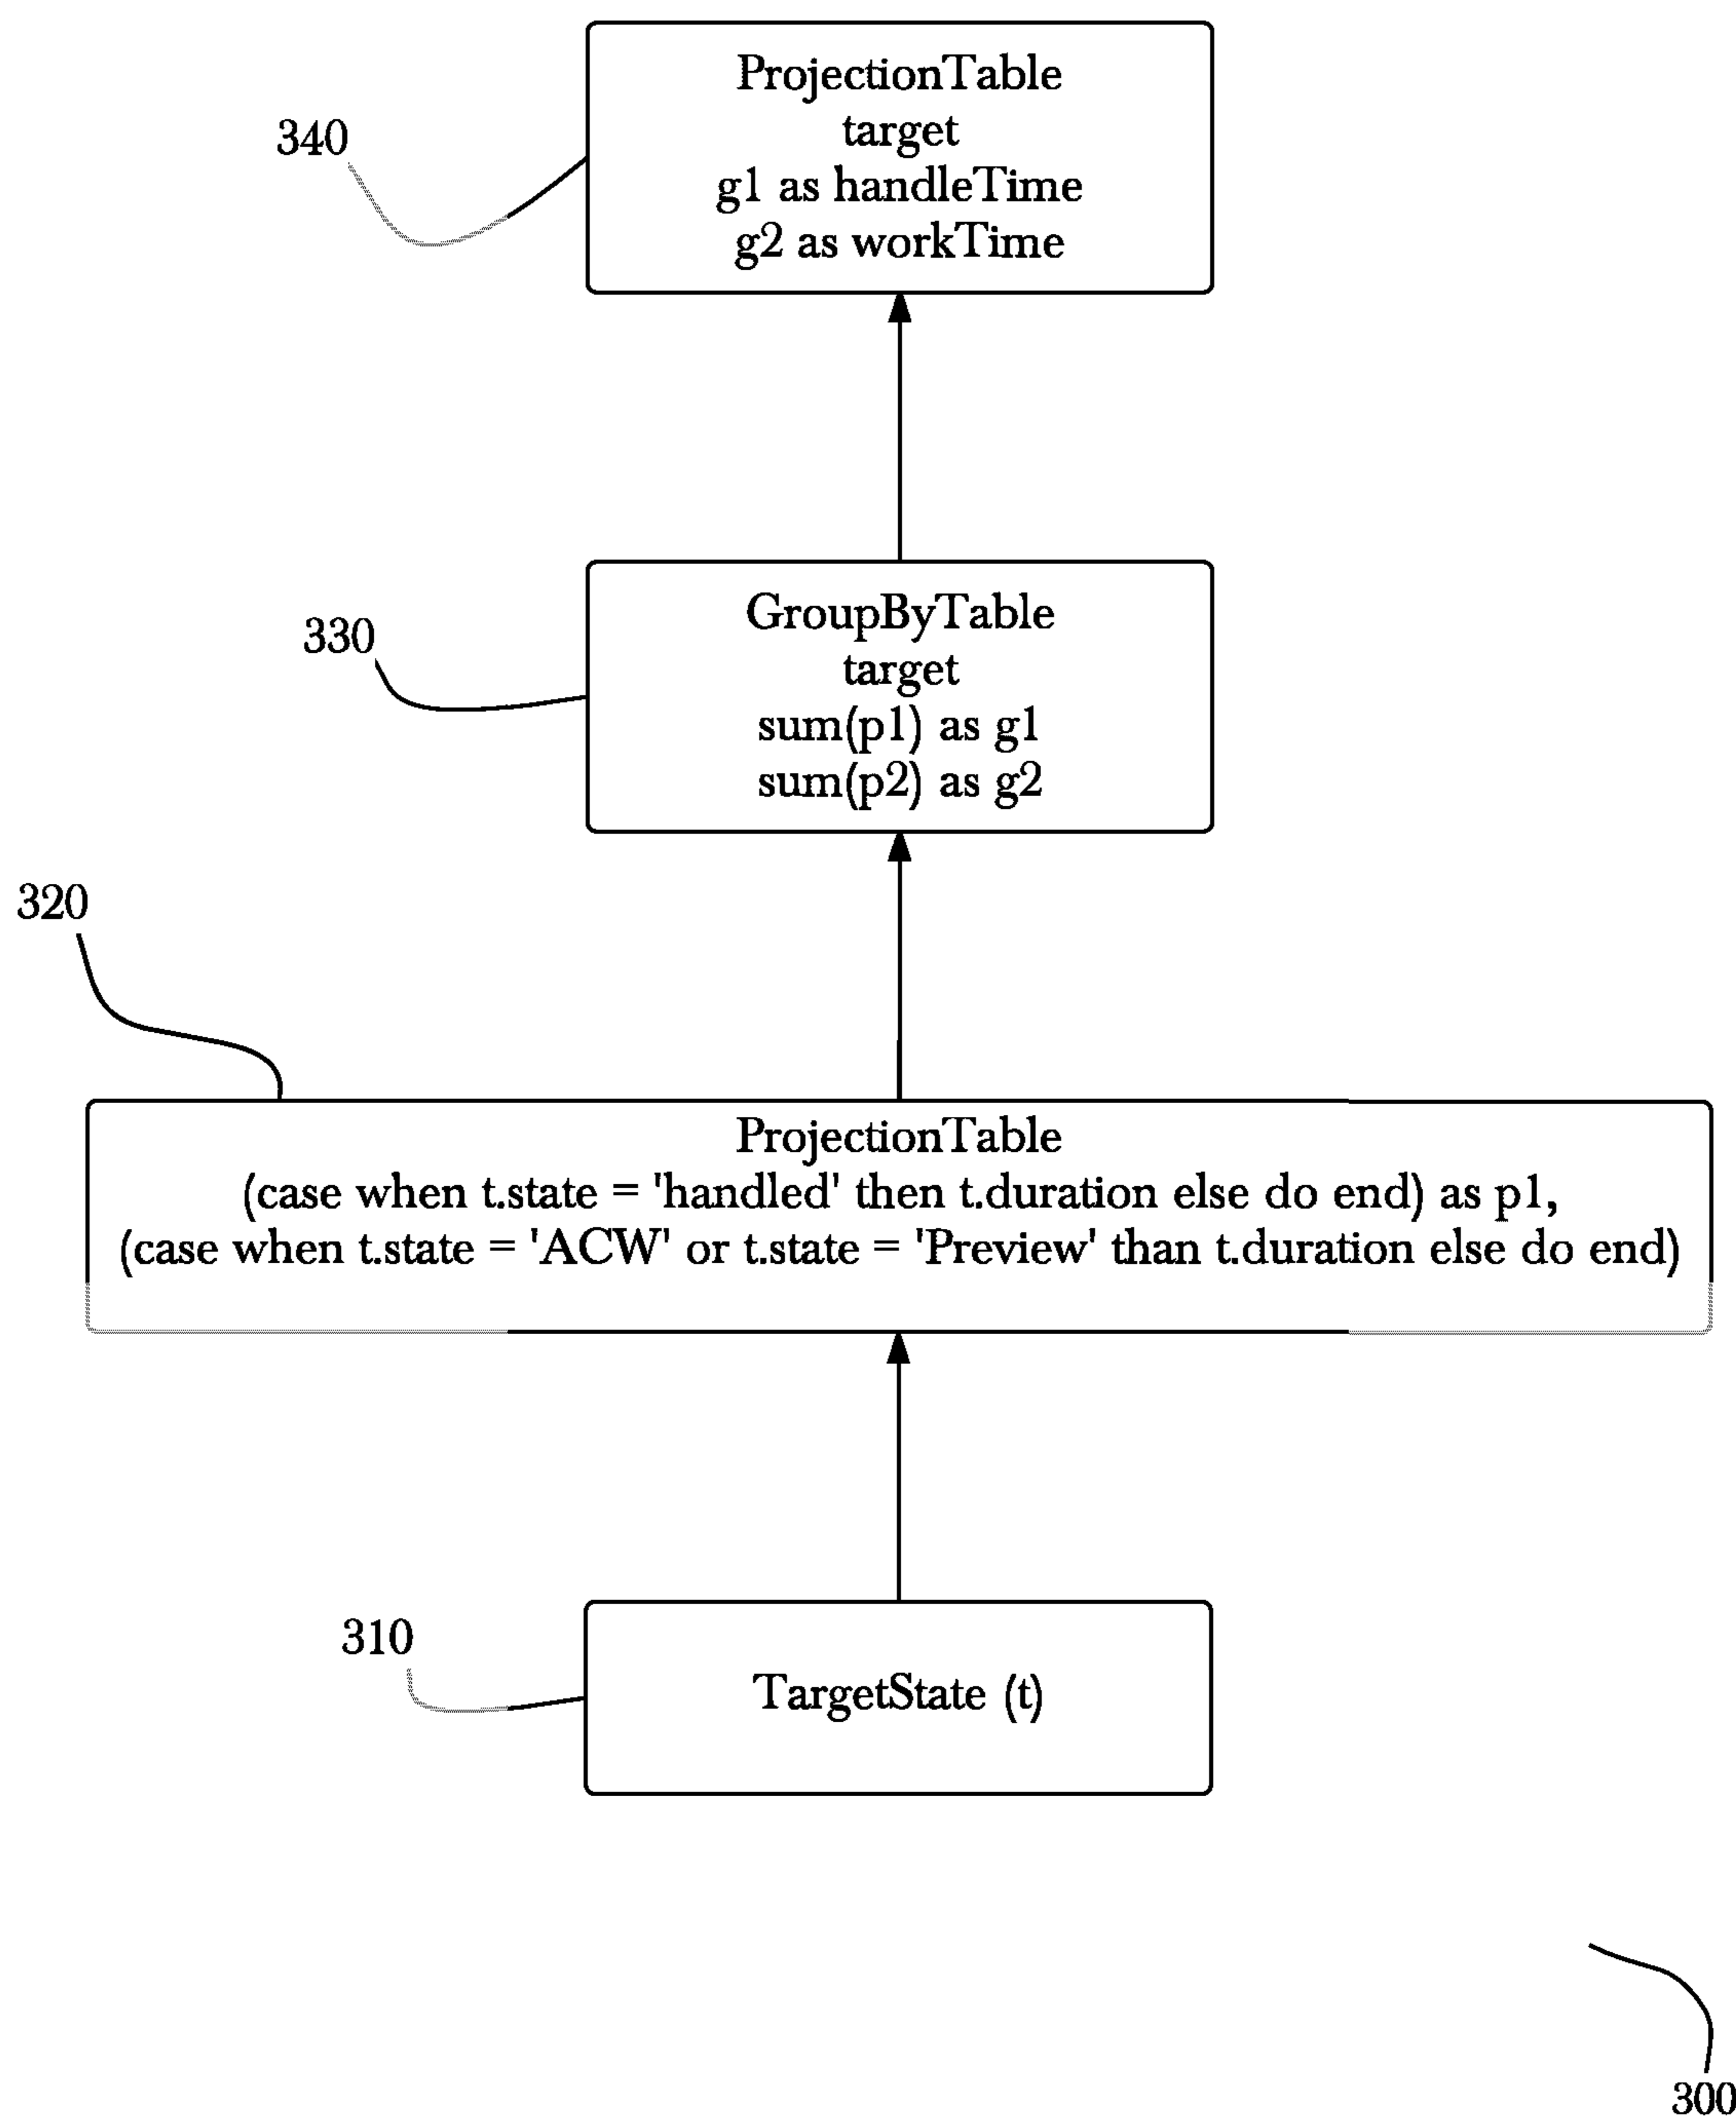 ProjectionTable
target
g1 as handleTime
g2 as workTime
340
GroupByTable
target
sum(p1) as g1
sum(p2) as g2
330
320
ProjectionTable
(case when t.state = 'handled' then t.duration else do end) as p1,
(case when t.state = 'ACW' or t.state = 'Preview' than t.duration else do end)
310
TargetState (t)
300